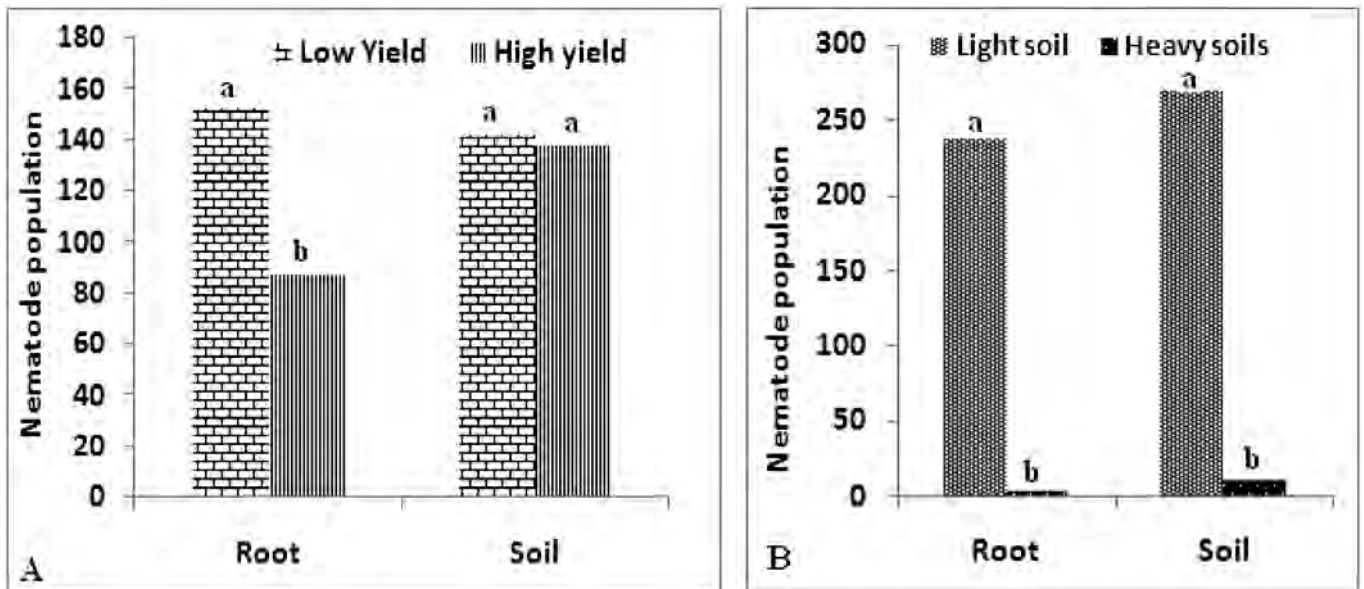 180
160
140
120
100
80
60
40
20
0
Nematode population
Low Yield High yield
a
b
a
a
Root Soil
A
300
250
200
150
100
50
0
Nematode population
Light soil Heavy soils
a
b
a
b
Root Soil
B